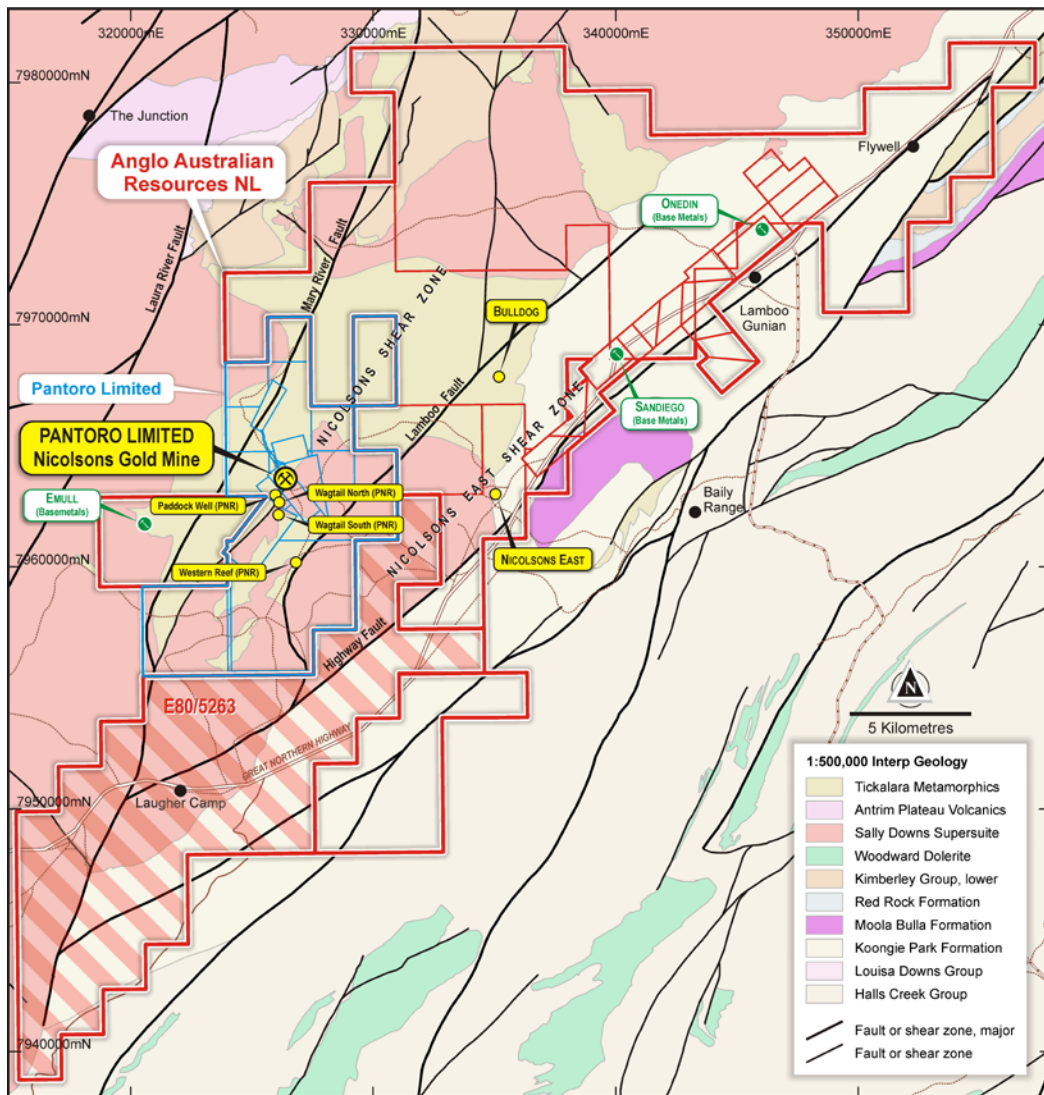 320000mE
330000mE
340000mE
350000mE
7980000mN
The Junction
Flywell
Anglo Australian
Resources NL
ONEDIN
(Base Metals)
Laura River Fault
Mary River Fault
NICOLSONS SHEAR ZONE
Lamboo
Gunian
7970000mN
BULLDOG
Pantoro Limited
Lamboo Fault
SANDIEGO
(Base Metals)
PANTORO LIMITED
Nicolsons Gold Mine
NICOLSONS EAST SHEAR ZONE
EMULL
(Basemetals)
Paddock Well (PNR)
Wagtail North (PNR)
Wagtail South (PNR)
Baily
Range
7960000mN
Western Reef (PNR)
NICOLSONS EAST
Highway Fault
E80/5263
N
5 Kilometres
GREAT NORTHERN HIGHWAY
7950000mN
Laugher Camp
1:500,000 Interp Geology
Tickalara Metamorphics
Antrim Plateau Volcanics
Sally Downs Supersuite
Woodward Dolerite
Kimberley Group, lower
Red Rock Formation
Moola Bulla Formation
Koongie Park Formation
Louisa Downs Group
Halls Creek Group
Fault or shear zone, major
Fault or shear zone
7940000mN